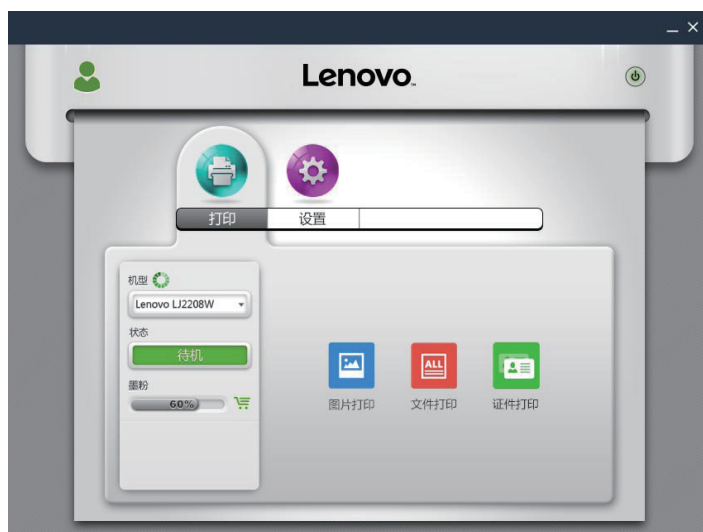 Lenovo
打印
设置
机型
Lenovo LJ2208W
状态
待机
墨粉
60%
ALL
图片打印
文件打印
证件打印